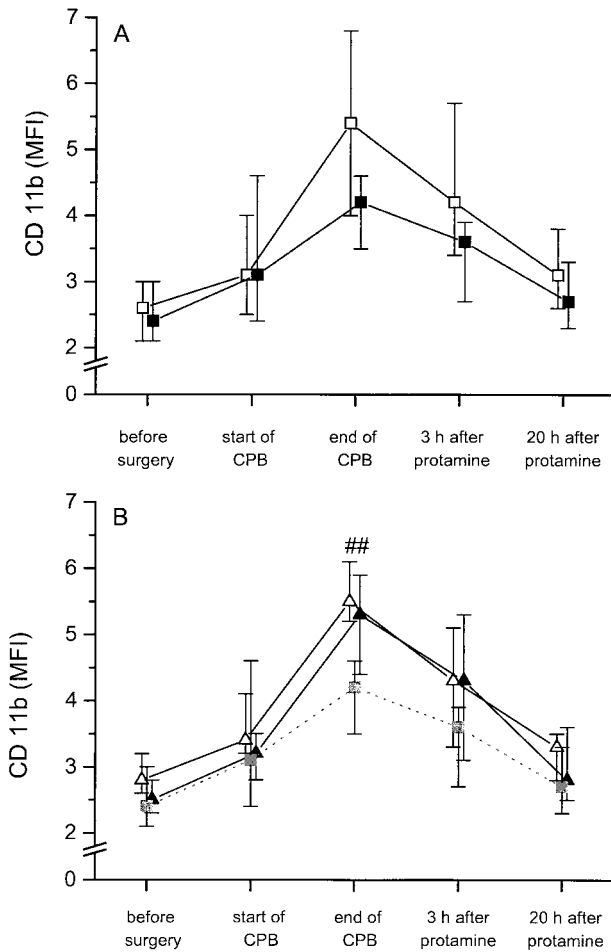 A
CD 11b (MFI)
7
6
5
4
3
2
0
before surgery
start of CPB
end of CPB
3 h after protamine
20 h after protamine
B
##
CD 11b (MFI)
7
6
5
4
3
2
0
before surgery
start of CPB
end of CPB
3 h after protamine
20 h after protamine